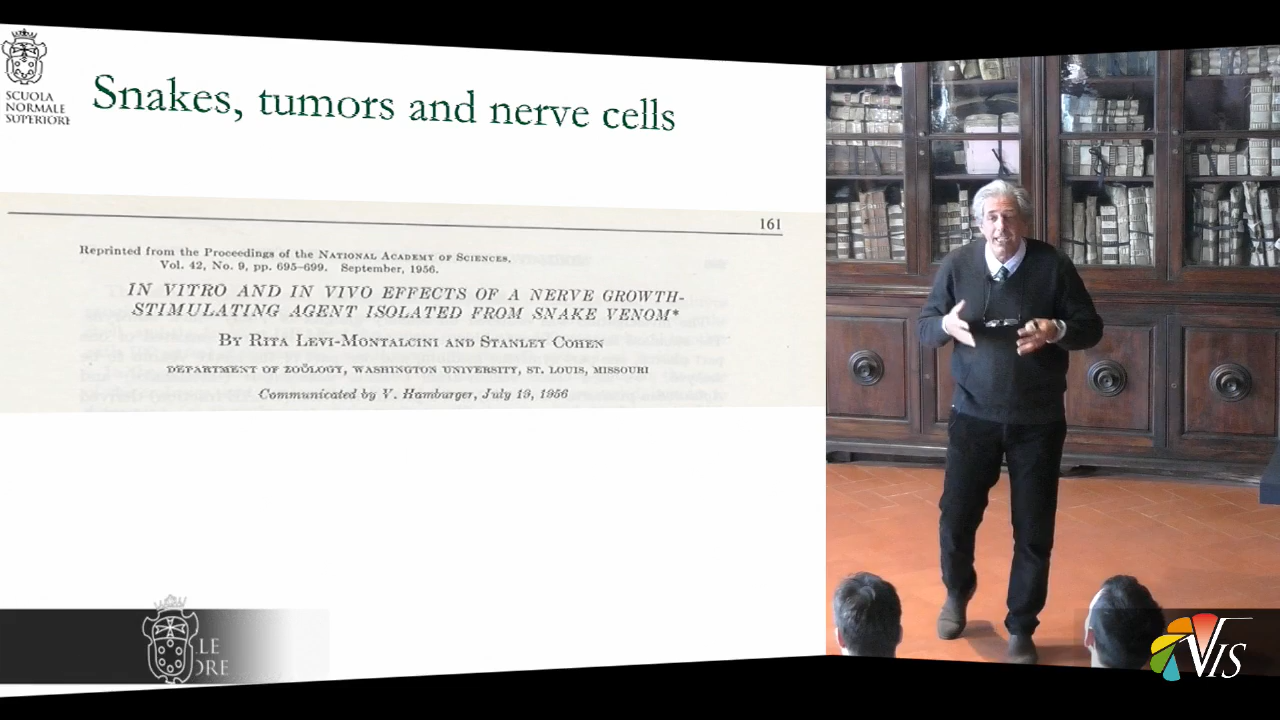 SCUOLA
NORMALE
SUPERIORE
Snakes, tumors and nerve cells
161
Reprinted from the Proceedings of the NATIONAL ACADEMY OF SCIENCES,
Vol. 42, No. 9, pp. 695–699. September, 1956.
IN VITRO AND IN VIVO EFFECTS OF A NERVE GROWTH-
STIMULATING AGENT ISOLATED FROM SNAKE VENOM*
BY RITA LEVI-MONTALCINI AND STANLEY COHEN
DEPARTMENT OF ZOÖLOGY, WASHINGTON UNIVERSITY, ST. LOUIS, MISSOURI
Communicated by V. Hamburger, July 19, 1956
LE
ORE
VIS